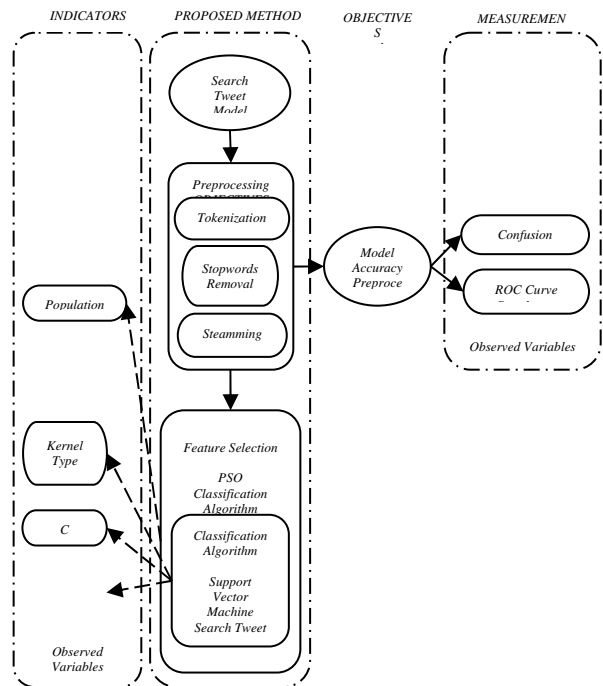 INDICATORS
PROPOSED METHOD
OBJECTIVE
S
MEASUREMEN
Search
Tweet
Model
Preprocessing
OBJECTIVES
Tokenization
Stopwords
Removal
Steamming
Model
Accuracy
Preproce
Confusion
ROC Curve
Observed Variables
Population
Kernel
Type
C
Observed
Variables
Feature Selection
PSO
Classification
Algorithm
Classification
Algorithm
Support
Vector
Machine
Search Tweet